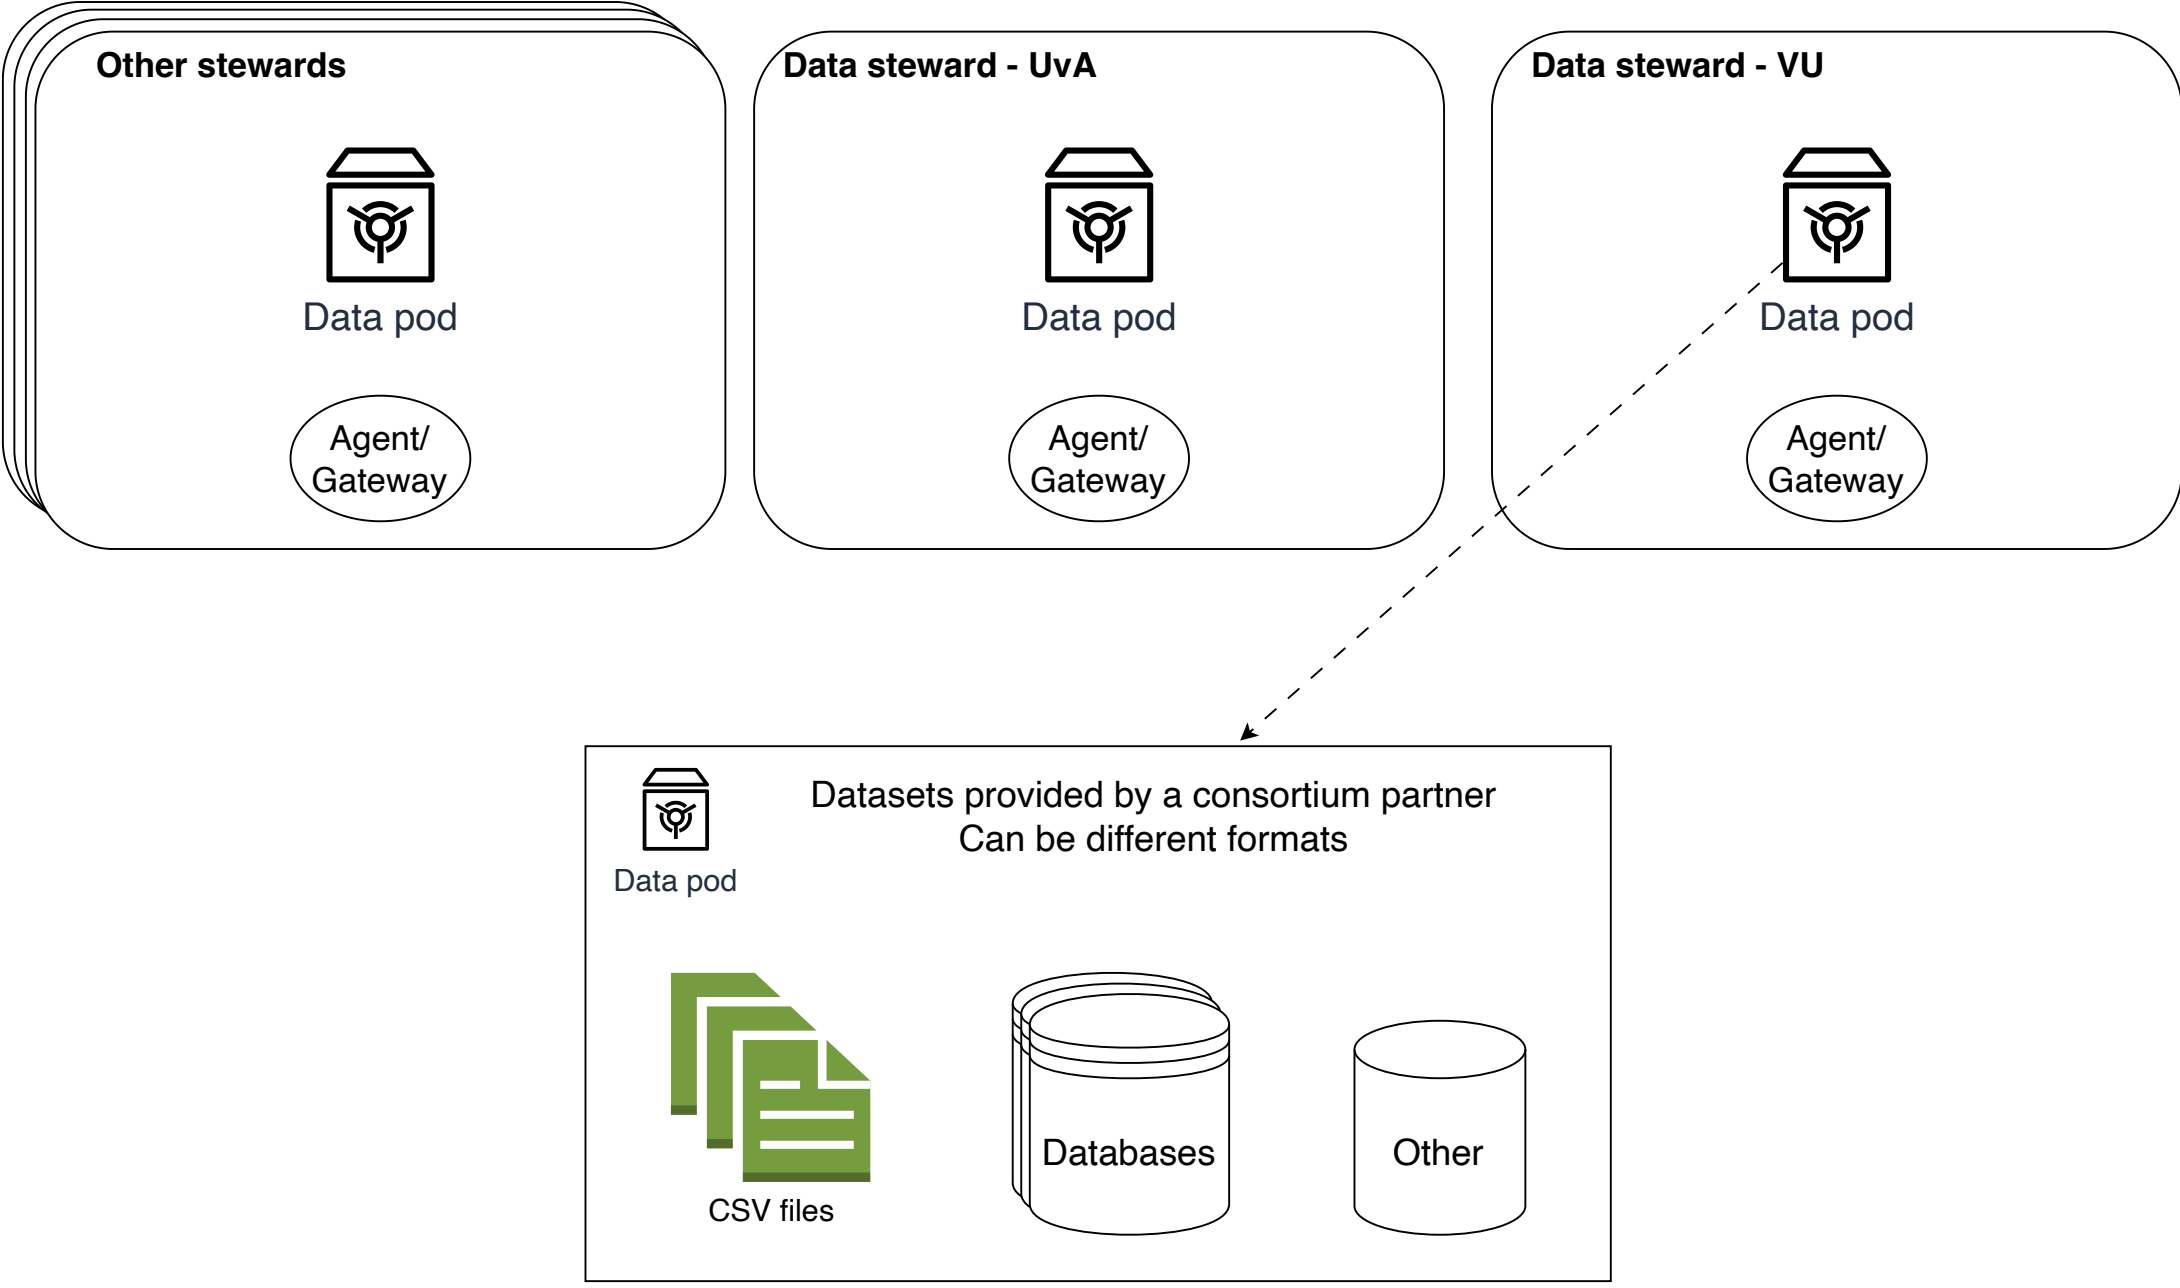 Other stewards
Data pod
Agent/
Gateway
Data steward - UvA
Data pod
Agent/
Gateway
Data steward - VU
Data pod
Agent/
Gateway
Data pod
Datasets provided by a consortium partner
Can be different formats
CSV files
Databases
Other